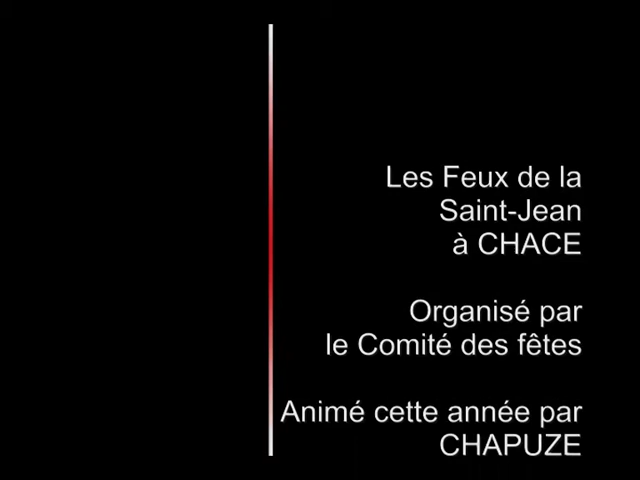 Les Feux de la
Saint-Jean
à CHACE
Organisé par
le Comité des fêtes
Animé cette année par
CHAPUZE